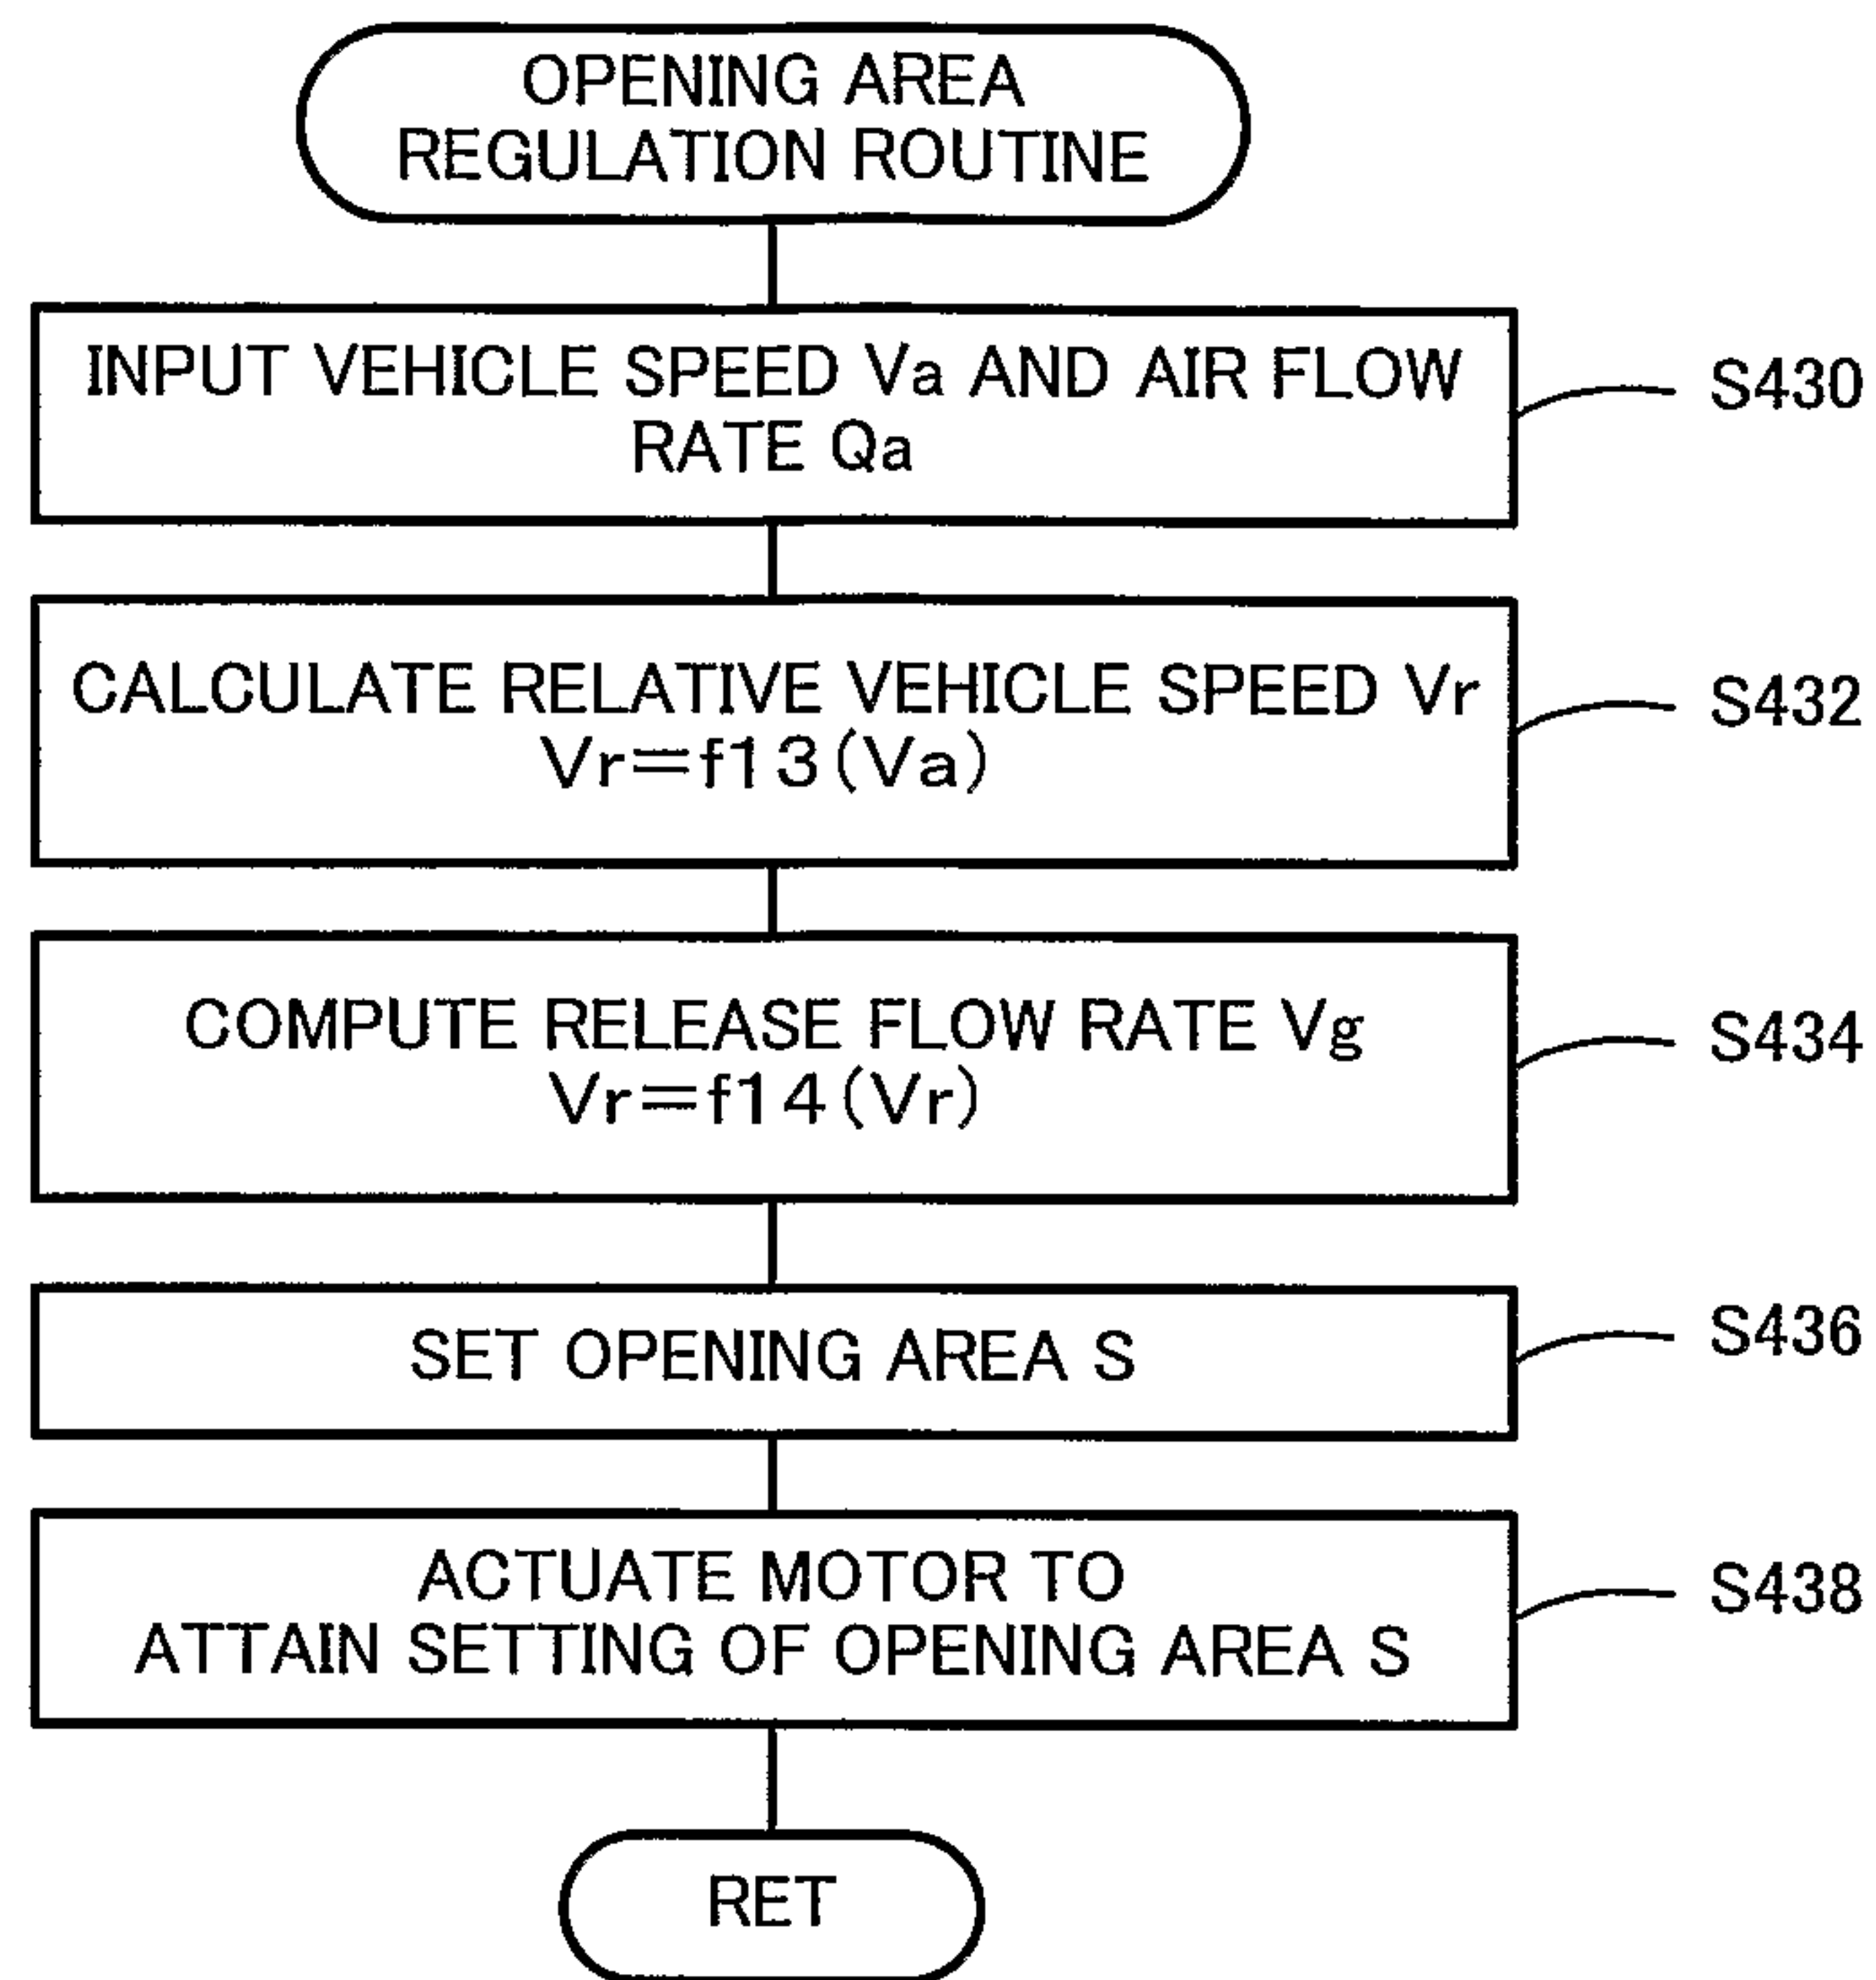 OPENING AREA
REGULATION ROUTINE
INPUT VEHICLE SPEED Va AND AIR FLOW
RATE Qa
S430
CALCULATE RELATIVE VEHICLE SPEED Vr
Vr=f13(Va)
S432
COMPUTE RELEASE FLOW RATE Vg
Vr=f14(Vr)
S434
SET OPENING AREA S
S436
ACTUATE MOTOR TO
ATTAIN SETTING OF OPENING AREA S
S438
RET